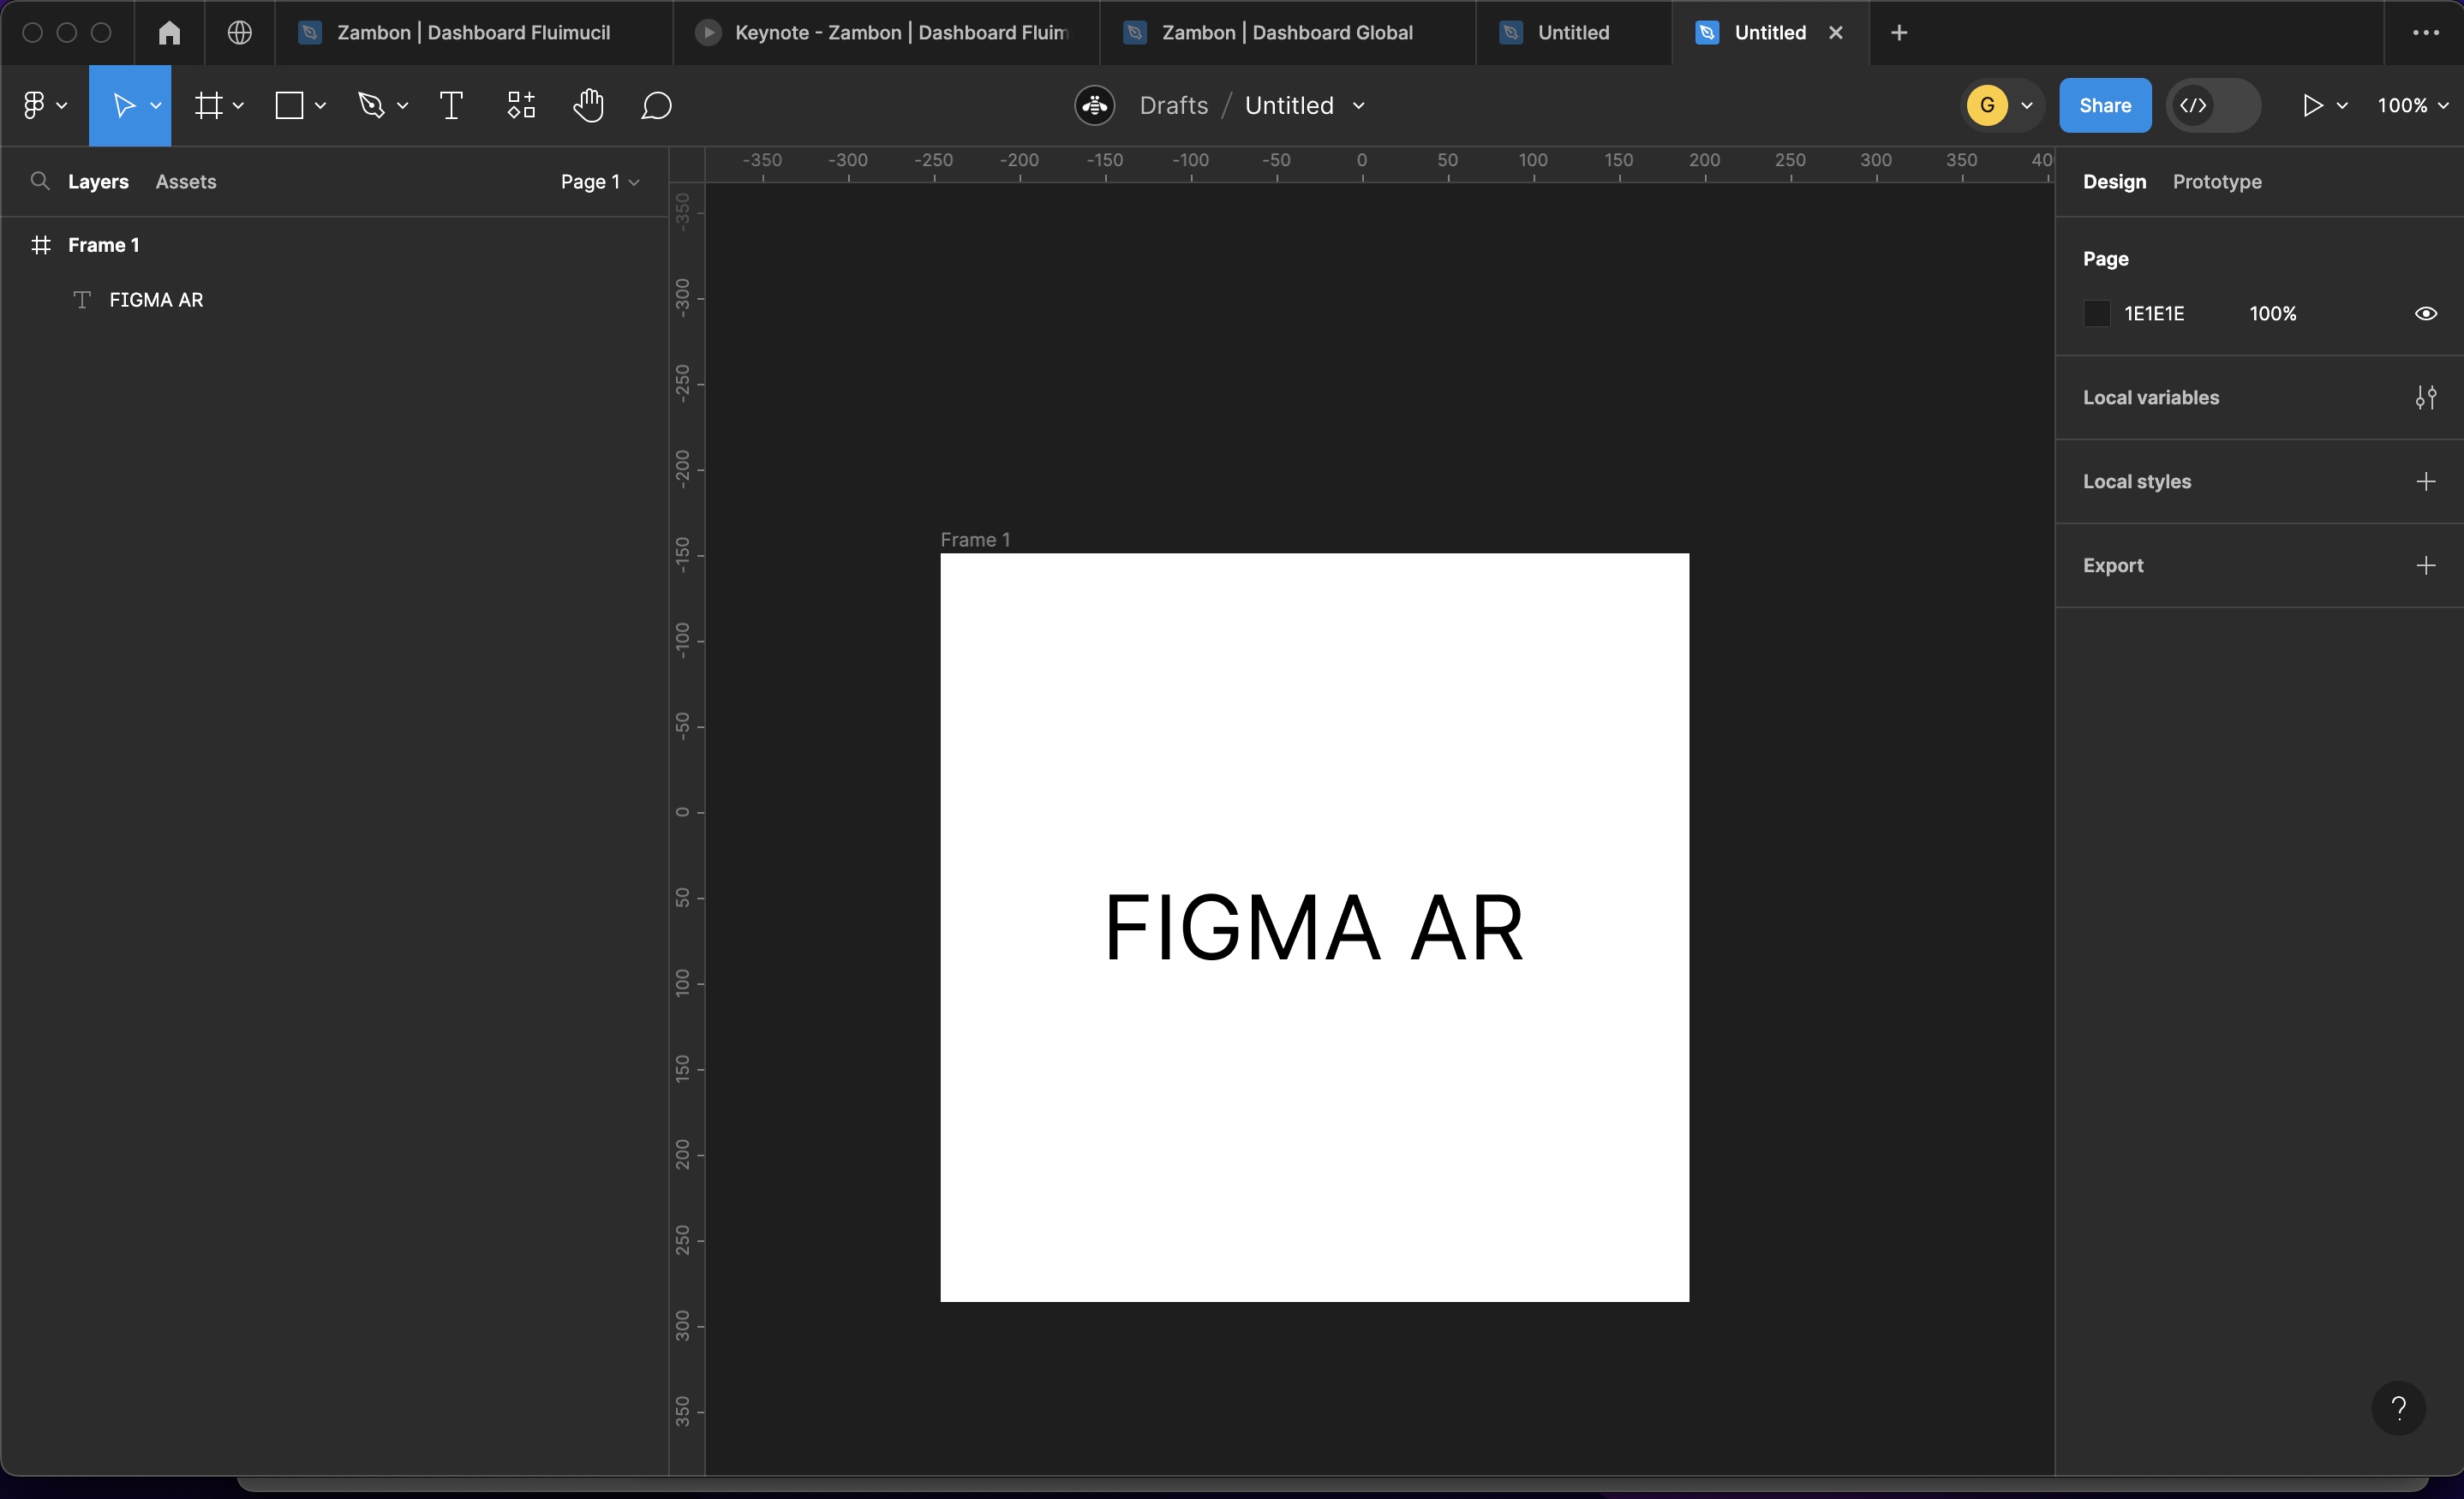 Zambon | Dashboard Fluimucil
Keynote - Zambon | Dashboard Fluim
Zambon | Dashboard Global
Untitled
Untitled
Drafts / Untitled
G
Share
100%
Layers
Assets
Page 1
-350 -300 -250 -200 -150 -100 -50 0 50 100 150 200 250 300 350 40
Design
Prototype
Frame 1
FIGMA AR
-350
-300
-250
-200
-150
-100
-50
0
50
100
150
200
250
300
350
Frame 1
FIGMA AR
Page
1E1E1E 100%
Local variables
Local styles
Export
?